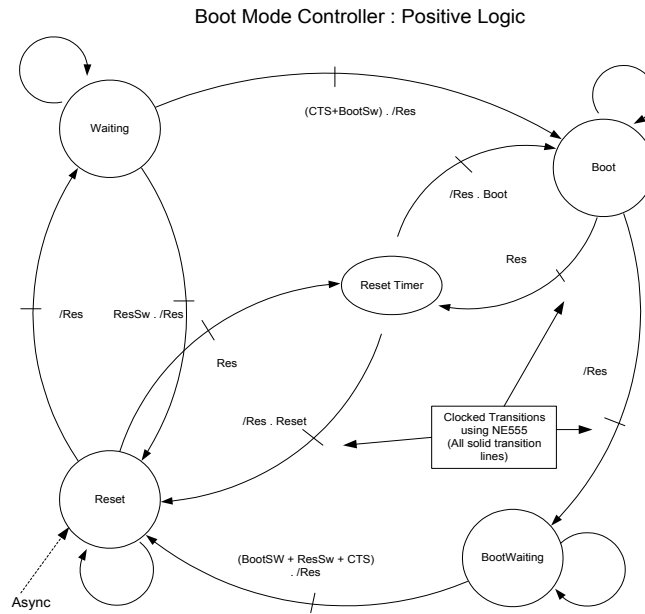 Boot Mode Controller : Positive Logic
Waiting
(CTS+BootSw) . /Res
Boot
/Res . Boot
Res
Reset Timer
/Res
ResSw . /Res
Res
/Res
/Res . Reset
Clocked Transitions
using NE555
(All solid transition
lines)
Reset
BootWaiting
(BootSW + ResSw + CTS)
. /Res
Async